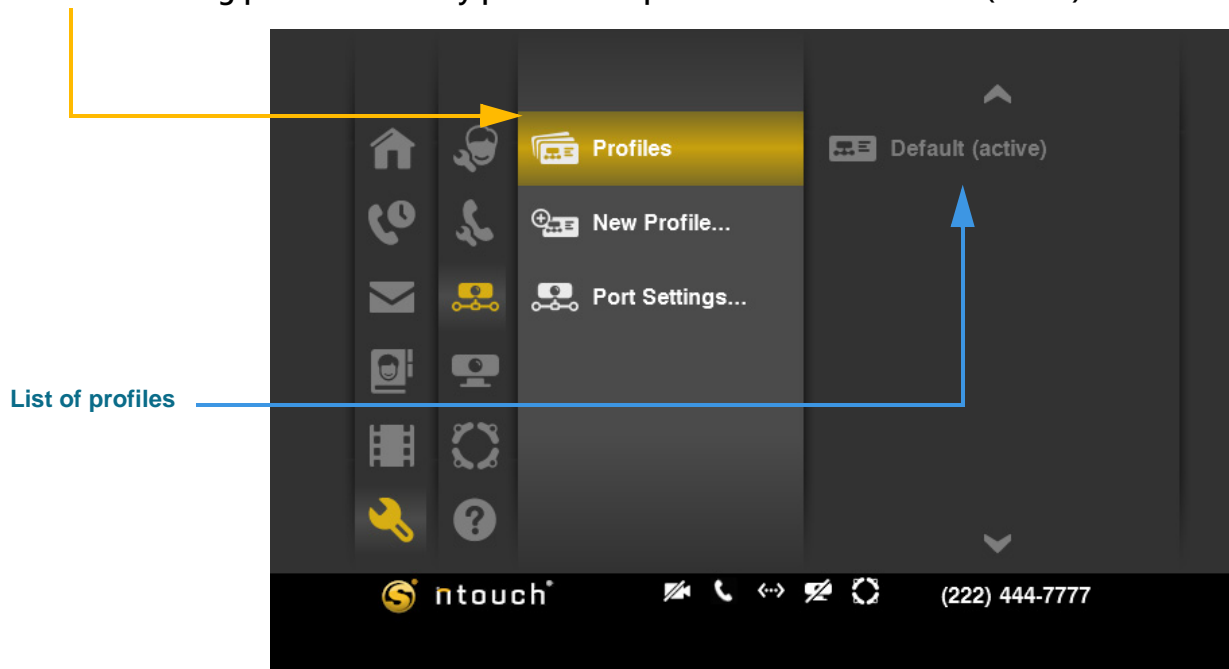 Profiles
Default (active)
New Profile...
Port Settings...
List of profiles
ntouch
(222) 444-7777